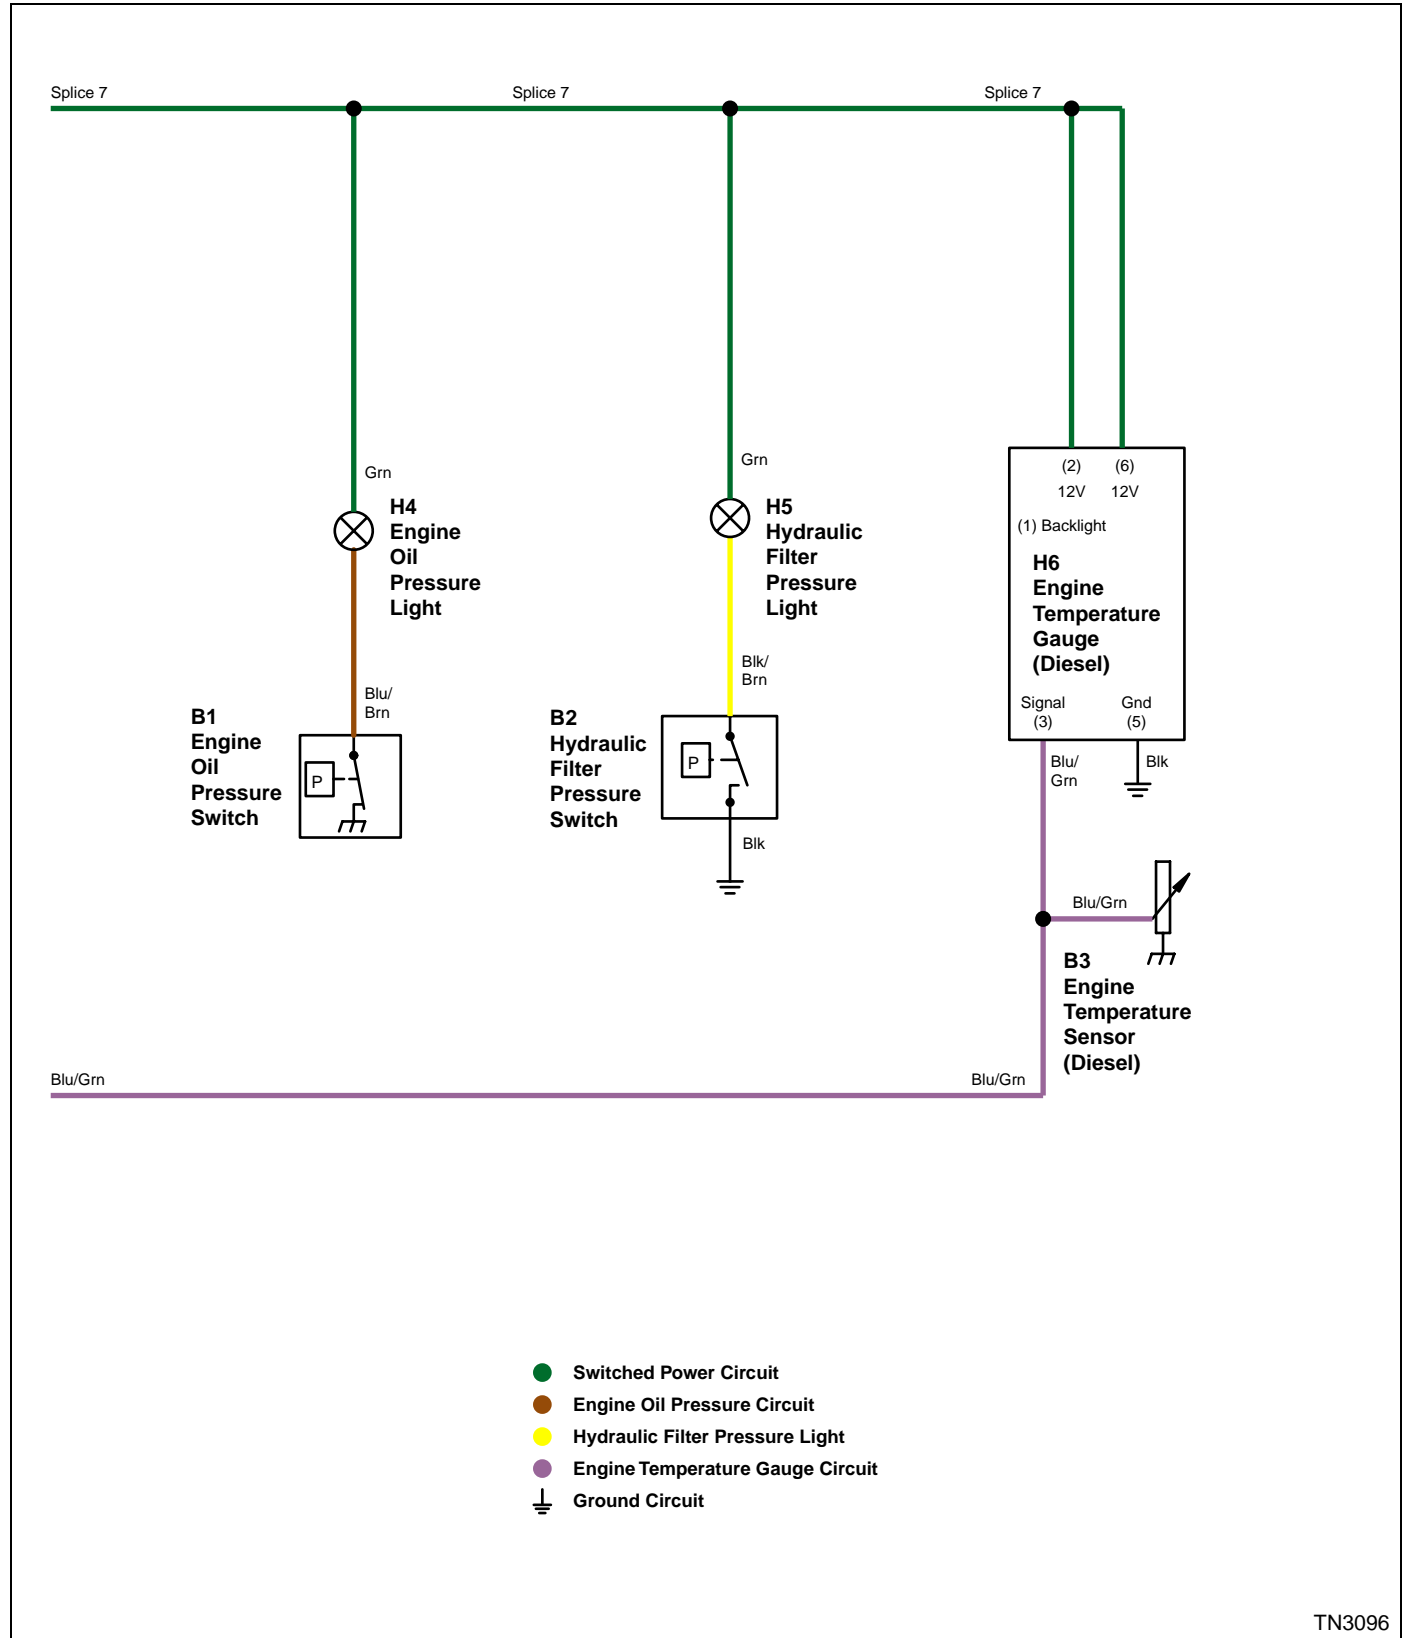 Splice 7
Splice 7
Splice 7
Grn
Grn
H4
Engine
Oil
Pressure
Light
H5
Hydraulic
Filter
Pressure
Light
(2)
(6)
12V
12V
(1) Backlight
H6
Engine
Temperature
Gauge
(Diesel)
Signal
(3)
Gnd
(5)
Blu/
Brn
Blk/
Brn
B1
Engine
Oil
Pressure
Switch
P
B2
Hydraulic
Filter
Pressure
Switch
P
Blk
Blu/
Grn
Blk
Blu/Grn
B3
Engine
Temperature
Sensor
(Diesel)
Blu/Grn
Blu/Grn
Switched Power Circuit
Engine Oil Pressure Circuit
Hydraulic Filter Pressure Light
Engine Temperature Gauge Circuit
Ground Circuit
TN3096